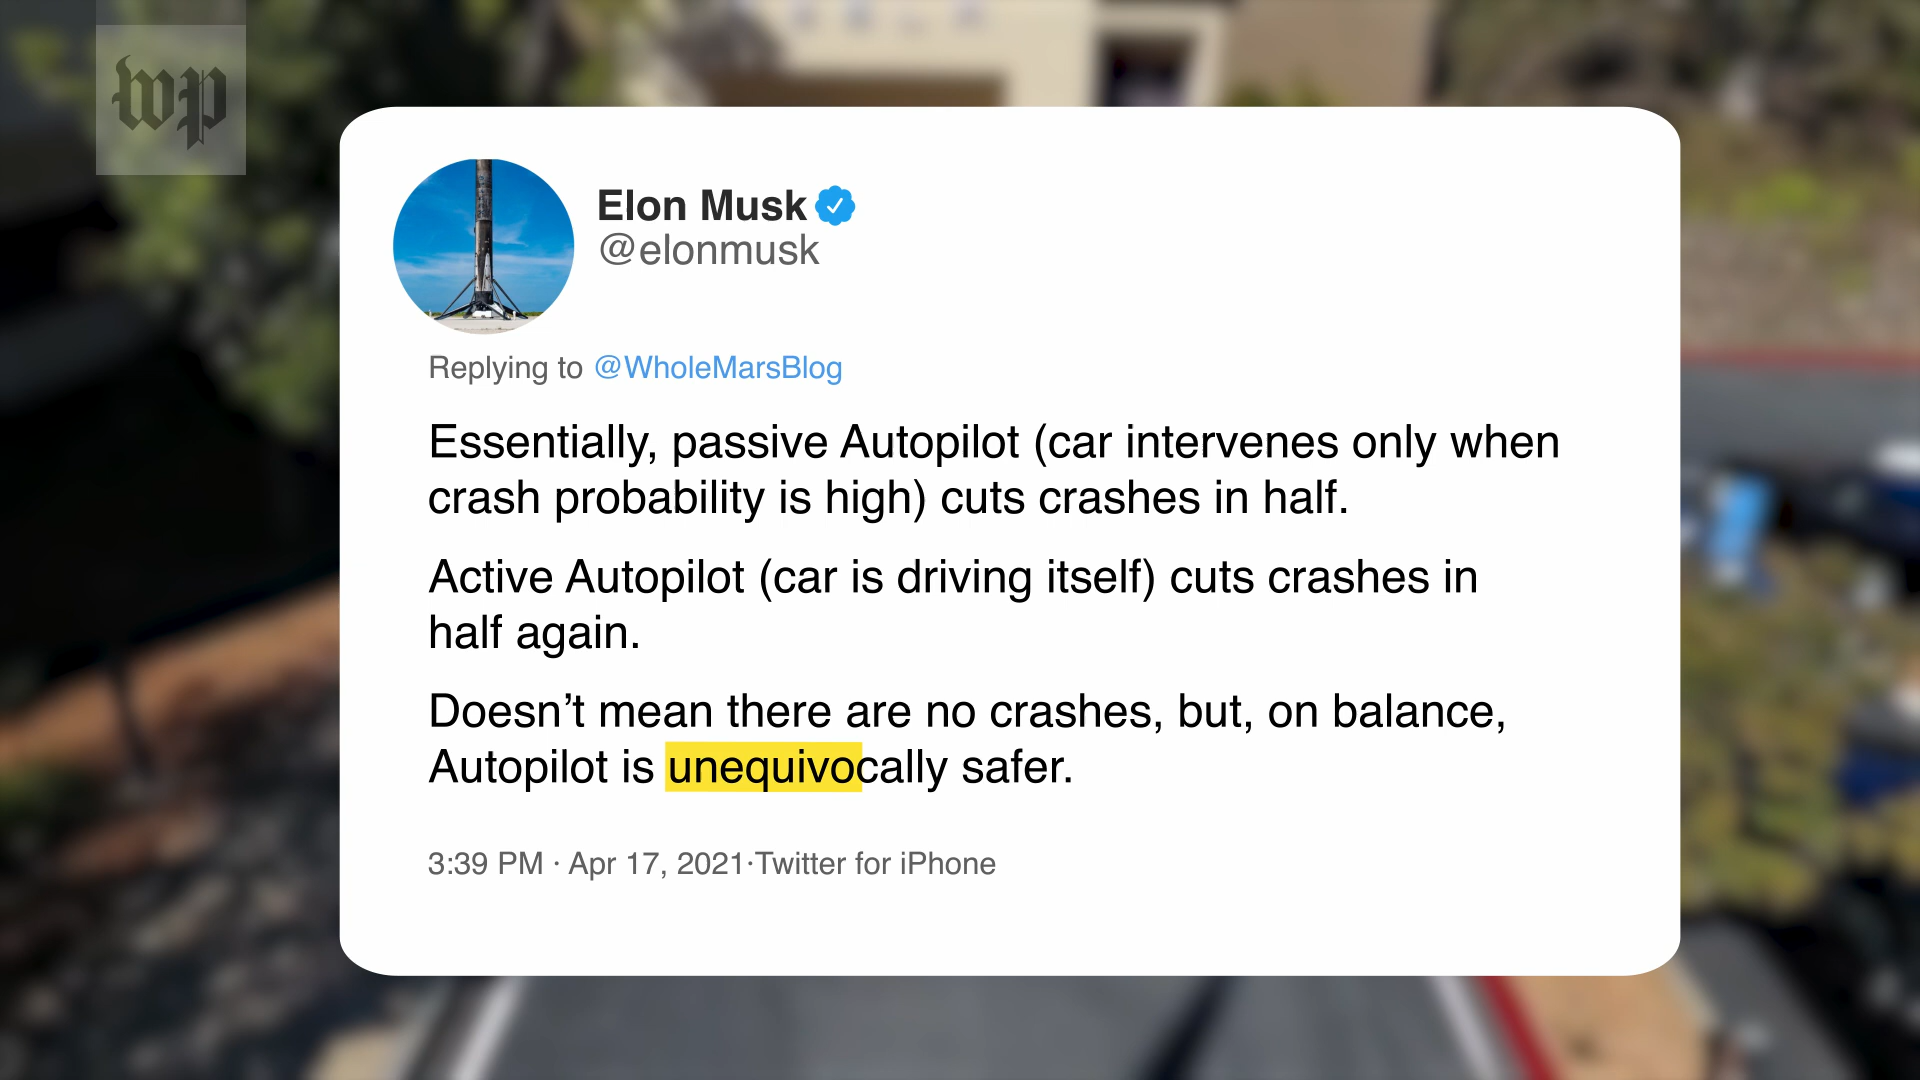 wp
Elon Musk
@elonmusk
Replying to @WholeMarsBlog
Essentially, passive Autopilot (car intervenes only when
crash probability is high) cuts crashes in half.
Active Autopilot (car is driving itself) cuts crashes in
half again.
Doesn’t mean there are no crashes, but, on balance,
Autopilot is unequivocally safer.
3:39 PM · Apr 17, 2021·Twitter for iPhone